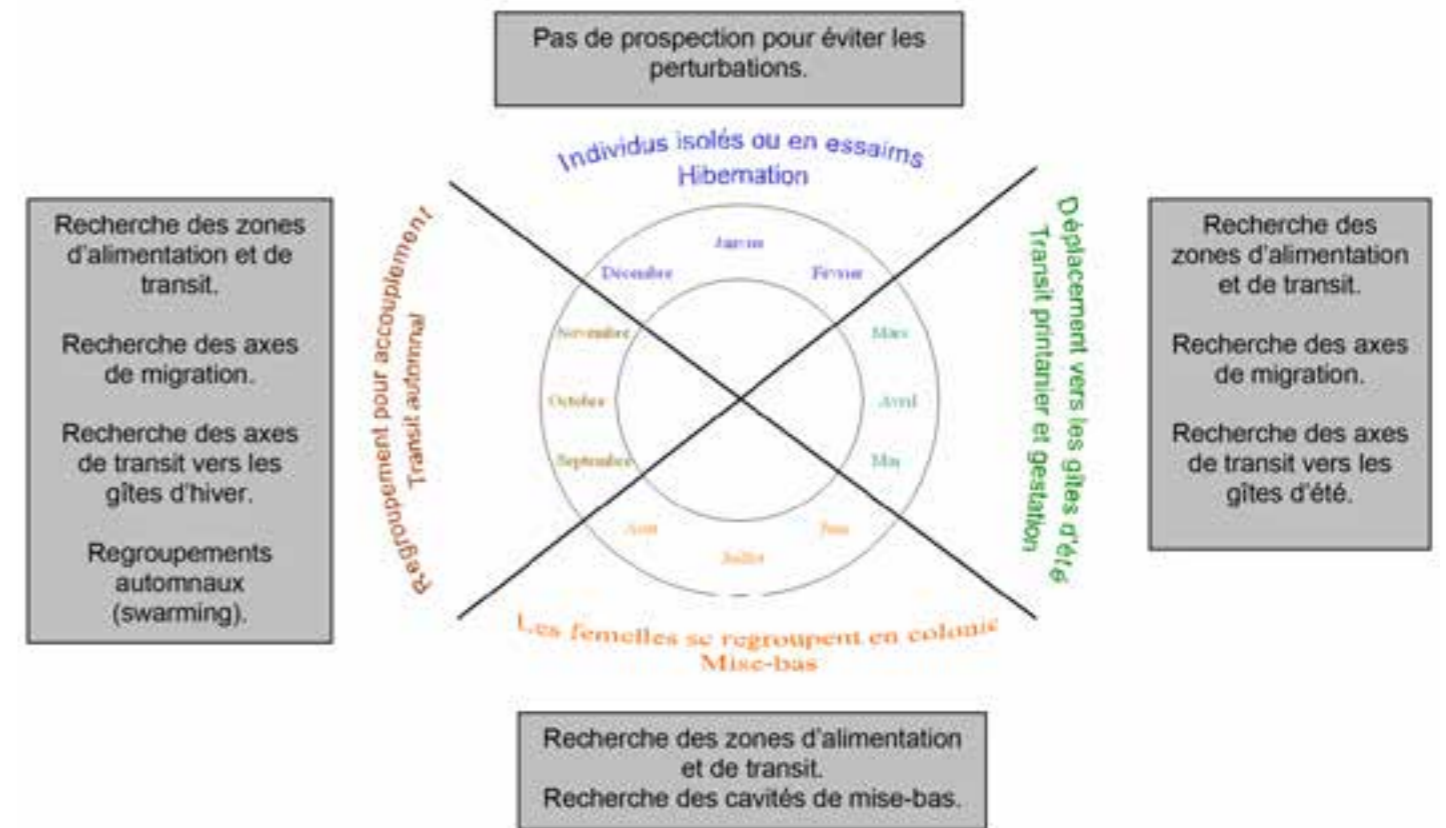 Pas de prospection pour éviter les
perturbations.
Individus isolés ou en essaims
Hibernation
Recherche des zones
d'alimentation et de
transit.
Recherche des axes
de migration.
Recherche des axes
de transit vers les
gîtes d'hiver.
Regroupements
automnaux
(swarming).
Regroupement pour accouplement
Transit automnal
Janvier
Décembre
Février
Novembre
Mars
Octobre
Avril
Septembre
Mai
Août
Juin
Juillet
Déplacement vers les gîtes d'été
Transit printanier et gestation
Recherche des
zones d'alimentation
et de transit.
Recherche des axes
de migration.
Recherche des axes
de transit vers les
gîtes d'été.
Les femelles se regroupent en colonie
Mise-bas
Recherche des zones d'alimentation
et de transit.
Recherche des cavités de mise-bas.